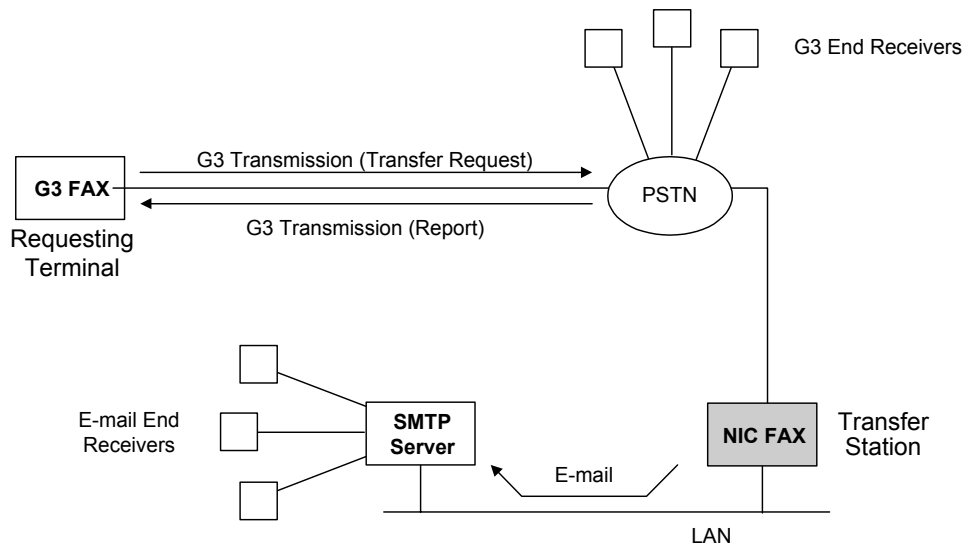 G3 End Receivers
G3 Transmission (Transfer Request)
G3 FAX
PSTN
G3 Transmission (Report)
Requesting
Terminal
E-mail End
Receivers
SMTP
Server
NIC FAX
Transfer
Station
E-mail
LAN